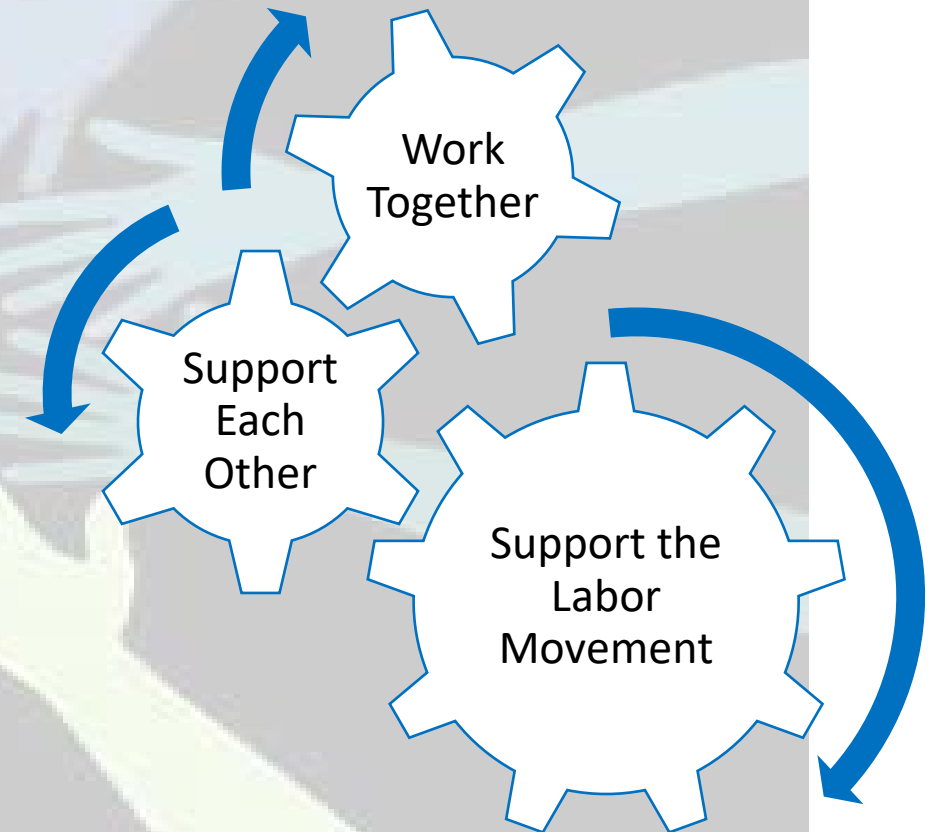 Work
Together
Support
Each
Other
Support the
Labor
Movement